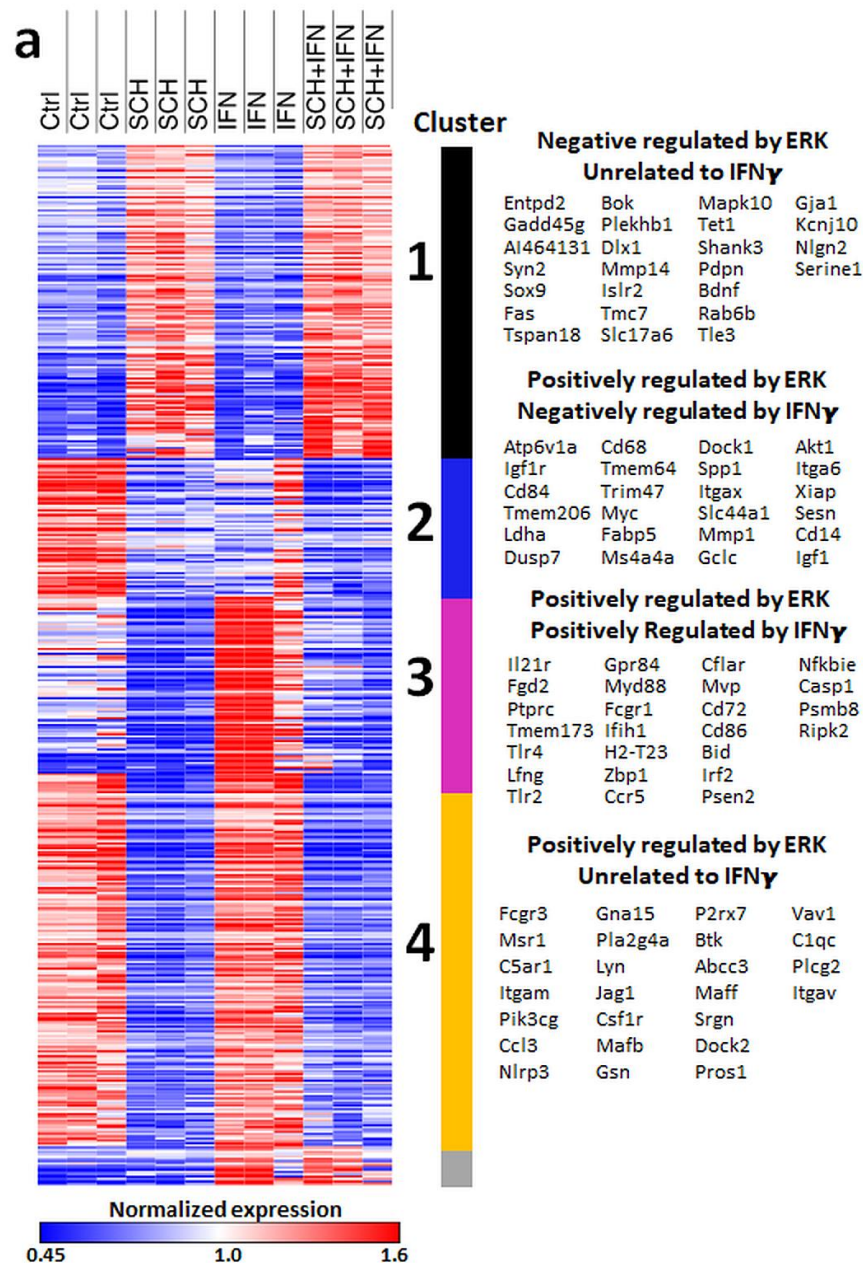 a
Ctrl
Ctrl
Ctrl
SCH
SCH
SCH
IFN
IFN
IFN
SCH+IFN
SCH+IFN
SCH+IFN
Cluster
1
Negative regulated by ERK
Unrelated to IFNγ
Entpd2 Bok Mapk10 Gja1
Gadd45g Plekhb1 Tet1 Kcnj10
AI464131 Dlx1 Shank3 Nlgn2
Syn2 Mmp14 Pdpn Serine1
Sox9 Islr2 Bdnf
Fas Tmc7 Rab6b
Tspan18 Slc17a6 Tle3
2
Positively regulated by ERK
Negatively regulated by IFNγ
Atp6v1a Cd68 Dock1 Akt1
Igf1r Tmem64 Spp1 Itga6
Cd84 Trim47 Itgax Xiap
Tmem206 Myc Slc44a1 Sesn
Ldha Fabp5 Mmp1 Cd14
Dusp7 Ms4a4a Gclc Igf1
3
Positively regulated by ERK
Positively Regulated by IFNγ
Il21r Gpr84 Cflar Nfkbie
Fgd2 Myd88 Mvp Casp1
Ptprc Fcgr1 Cd72 Psmb8
Tmem173 Ifih1 Cd86 Ripk2
Tlr4 H2-T23 Bid
Lfng Zbp1 Irf2
Tlr2 Ccr5 Psen2
4
Positively regulated by ERK
Unrelated to IFNγ
Fcgr3 Gna15 P2rx7 Vav1
Msr1 Pla2g4a Btk C1qc
C5ar1 Lyn Abcc3 Plcg2
Itgam Jag1 Maff Itgav
Pik3cg Csf1r Srgn
Ccl3 Mafb Dock2
Nlrp3 Gsn Pros1
Normalized expression
0.45 1.0 1.6